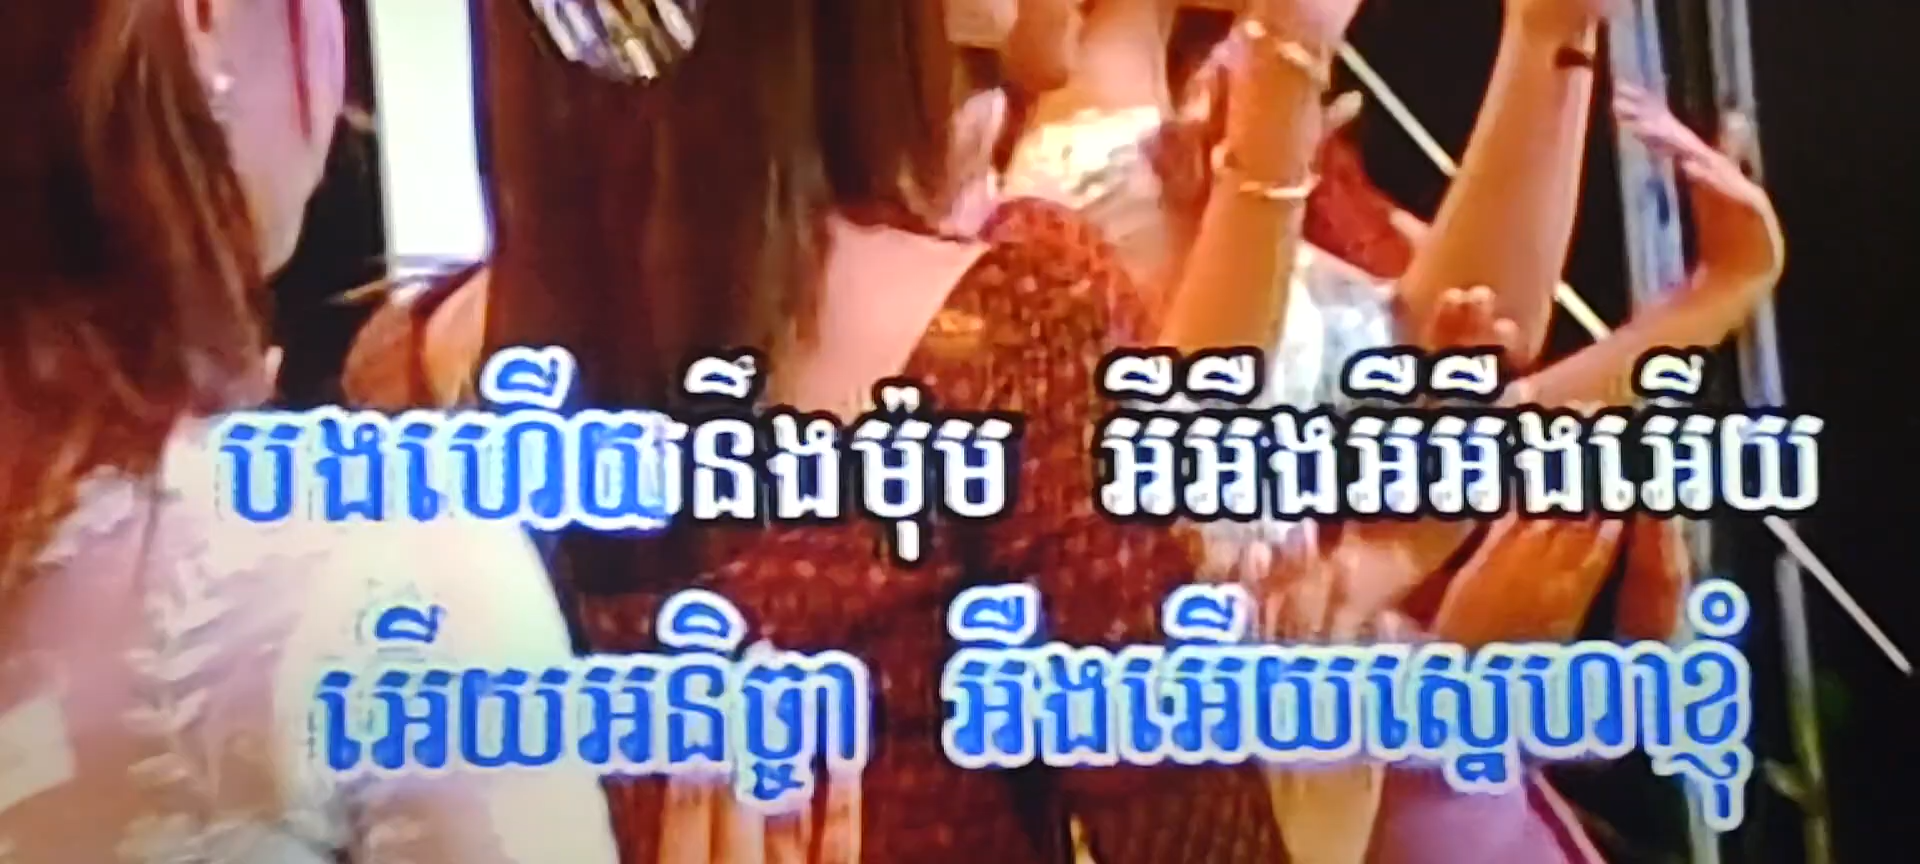 បងហើយនឹងម៉ុម អឺអឺងអឺអឺងអើយ
អើយអនិច្ចា អឺងអើយស្នេហាខ្ញុំ